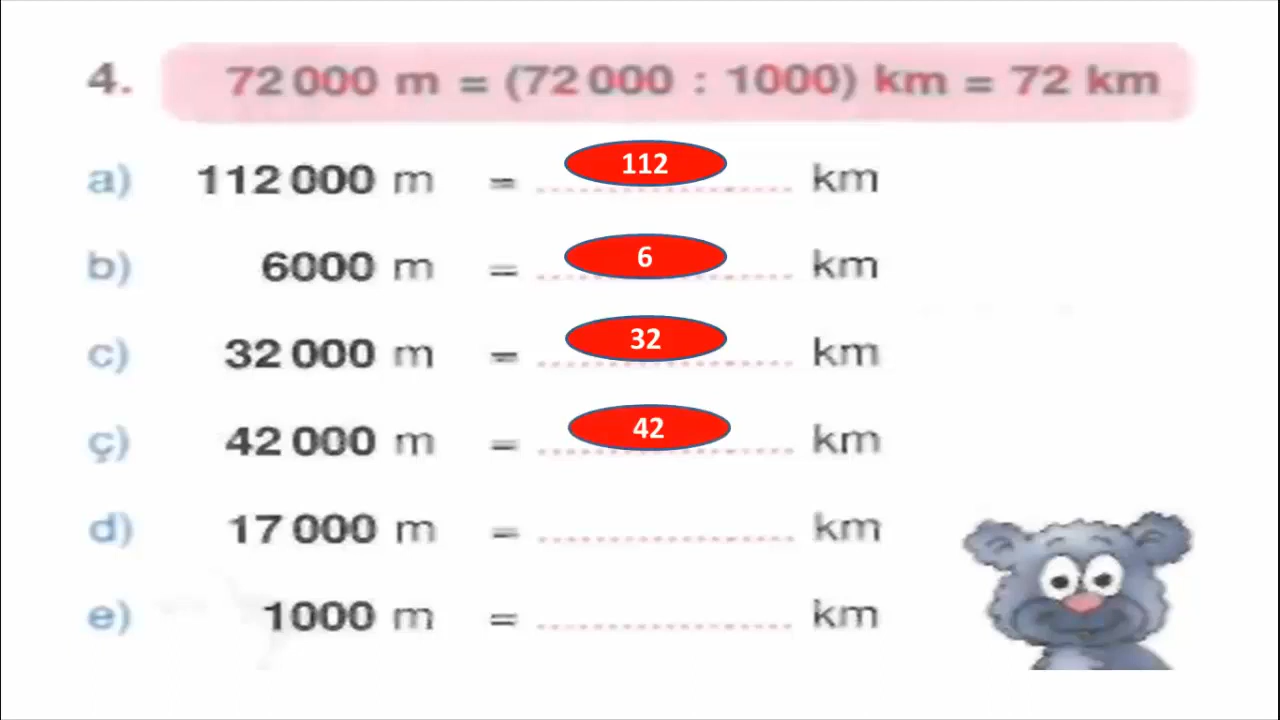 4. 72 000 m = (72 000 : 1000) km = 72 km
a) 112 000 m = 112 km
b) 6000 m = 6 km
c) 32 000 m = 32 km
ç) 42 000 m = 42 km
d) 17 000 m = ............................ km
e) 1000 m = ............................ km